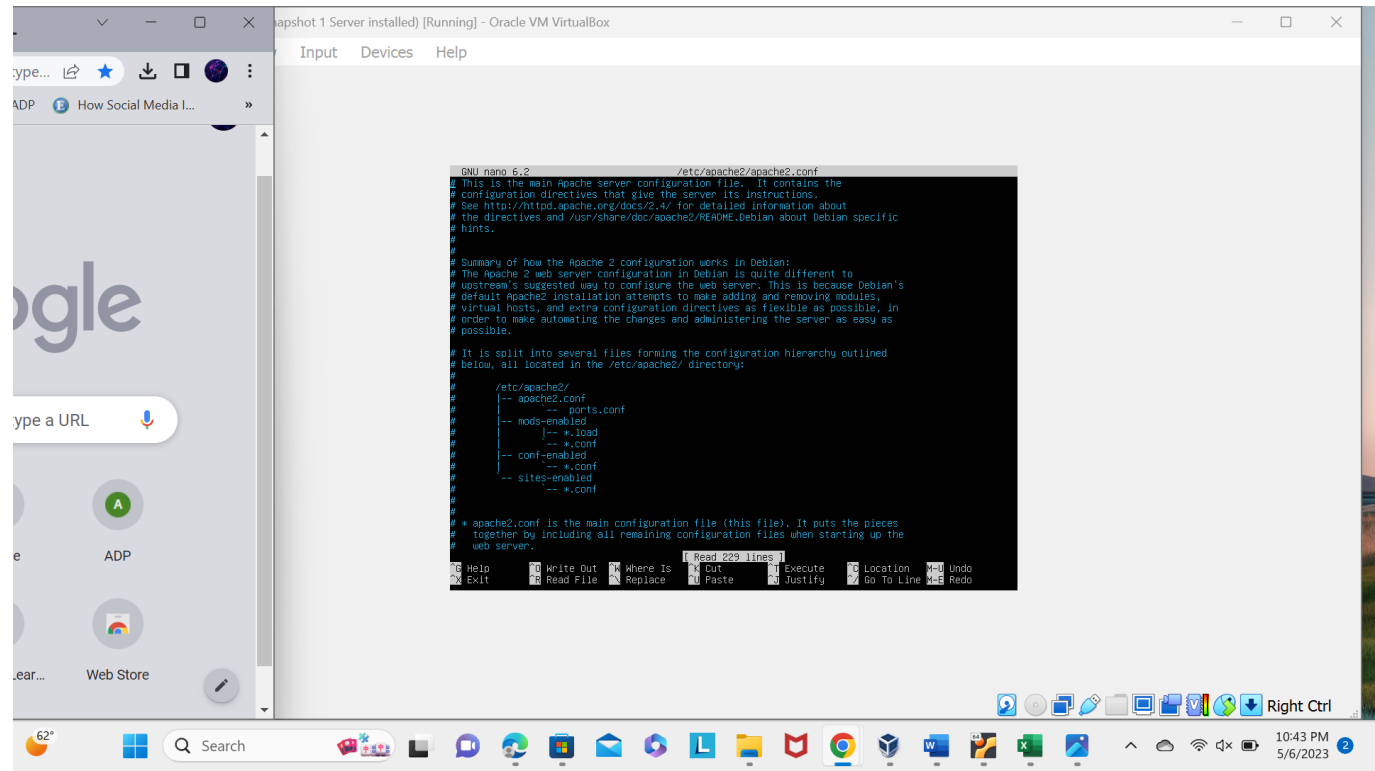 apshot 1 Server installed) [Running] - Oracle VM VirtualBox
Input Devices Help
ype...
ADP How Social Media I... »
GNU nano 6.2 /etc/apache2/apache2.conf
# This is the main Apache server configuration file. It contains the
# configuration directives that give the server its instructions.
# See http://httpd.apache.org/docs/2.4/ for detailed information about
# the directives and /usr/share/doc/apache2/README.Debian about Debian specific
# hints.
#
#
# Summary of how the Apache 2 configuration works in Debian:
# The Apache 2 web server configuration in Debian is quite different to
# upstream's suggested way to configure the web server. This is because Debian's
# default Apache2 installation attempts to make adding and removing modules,
# virtual hosts, and extra configuration directives as flexible as possible, in
# order to make automating the changes and administering the server as easy as
# possible.

# It is split into several files forming the configuration hierarchy outlined
# below, all located in the /etc/apache2/ directory:
#
#       /etc/apache2/
#       |-- apache2.conf
#       |       `--  ports.conf
#       |-- mods-enabled
#       |       |-- *.load
#       |       `-- *.conf
#       |-- conf-enabled
#       |       `-- *.conf
#       `-- sites-enabled
#               `-- *.conf
#
#
# * apache2.conf is the main configuration file (this file). It puts the pieces
#   together by including all remaining configuration files when starting up the
#   web server.
[ Read 229 lines ]
^G Help ^O Write Out ^W Where Is ^K Cut ^T Execute ^C Location M-U Undo
^X Exit ^R Read File ^\ Replace ^U Paste ^J Justify ^/ Go To Line M-E Redo
ogle
ype a URL
A
e ADP
Lear... Web Store
Right Ctrl
62°
Search
L
W
64
X
10:43 PM
5/6/2023
2